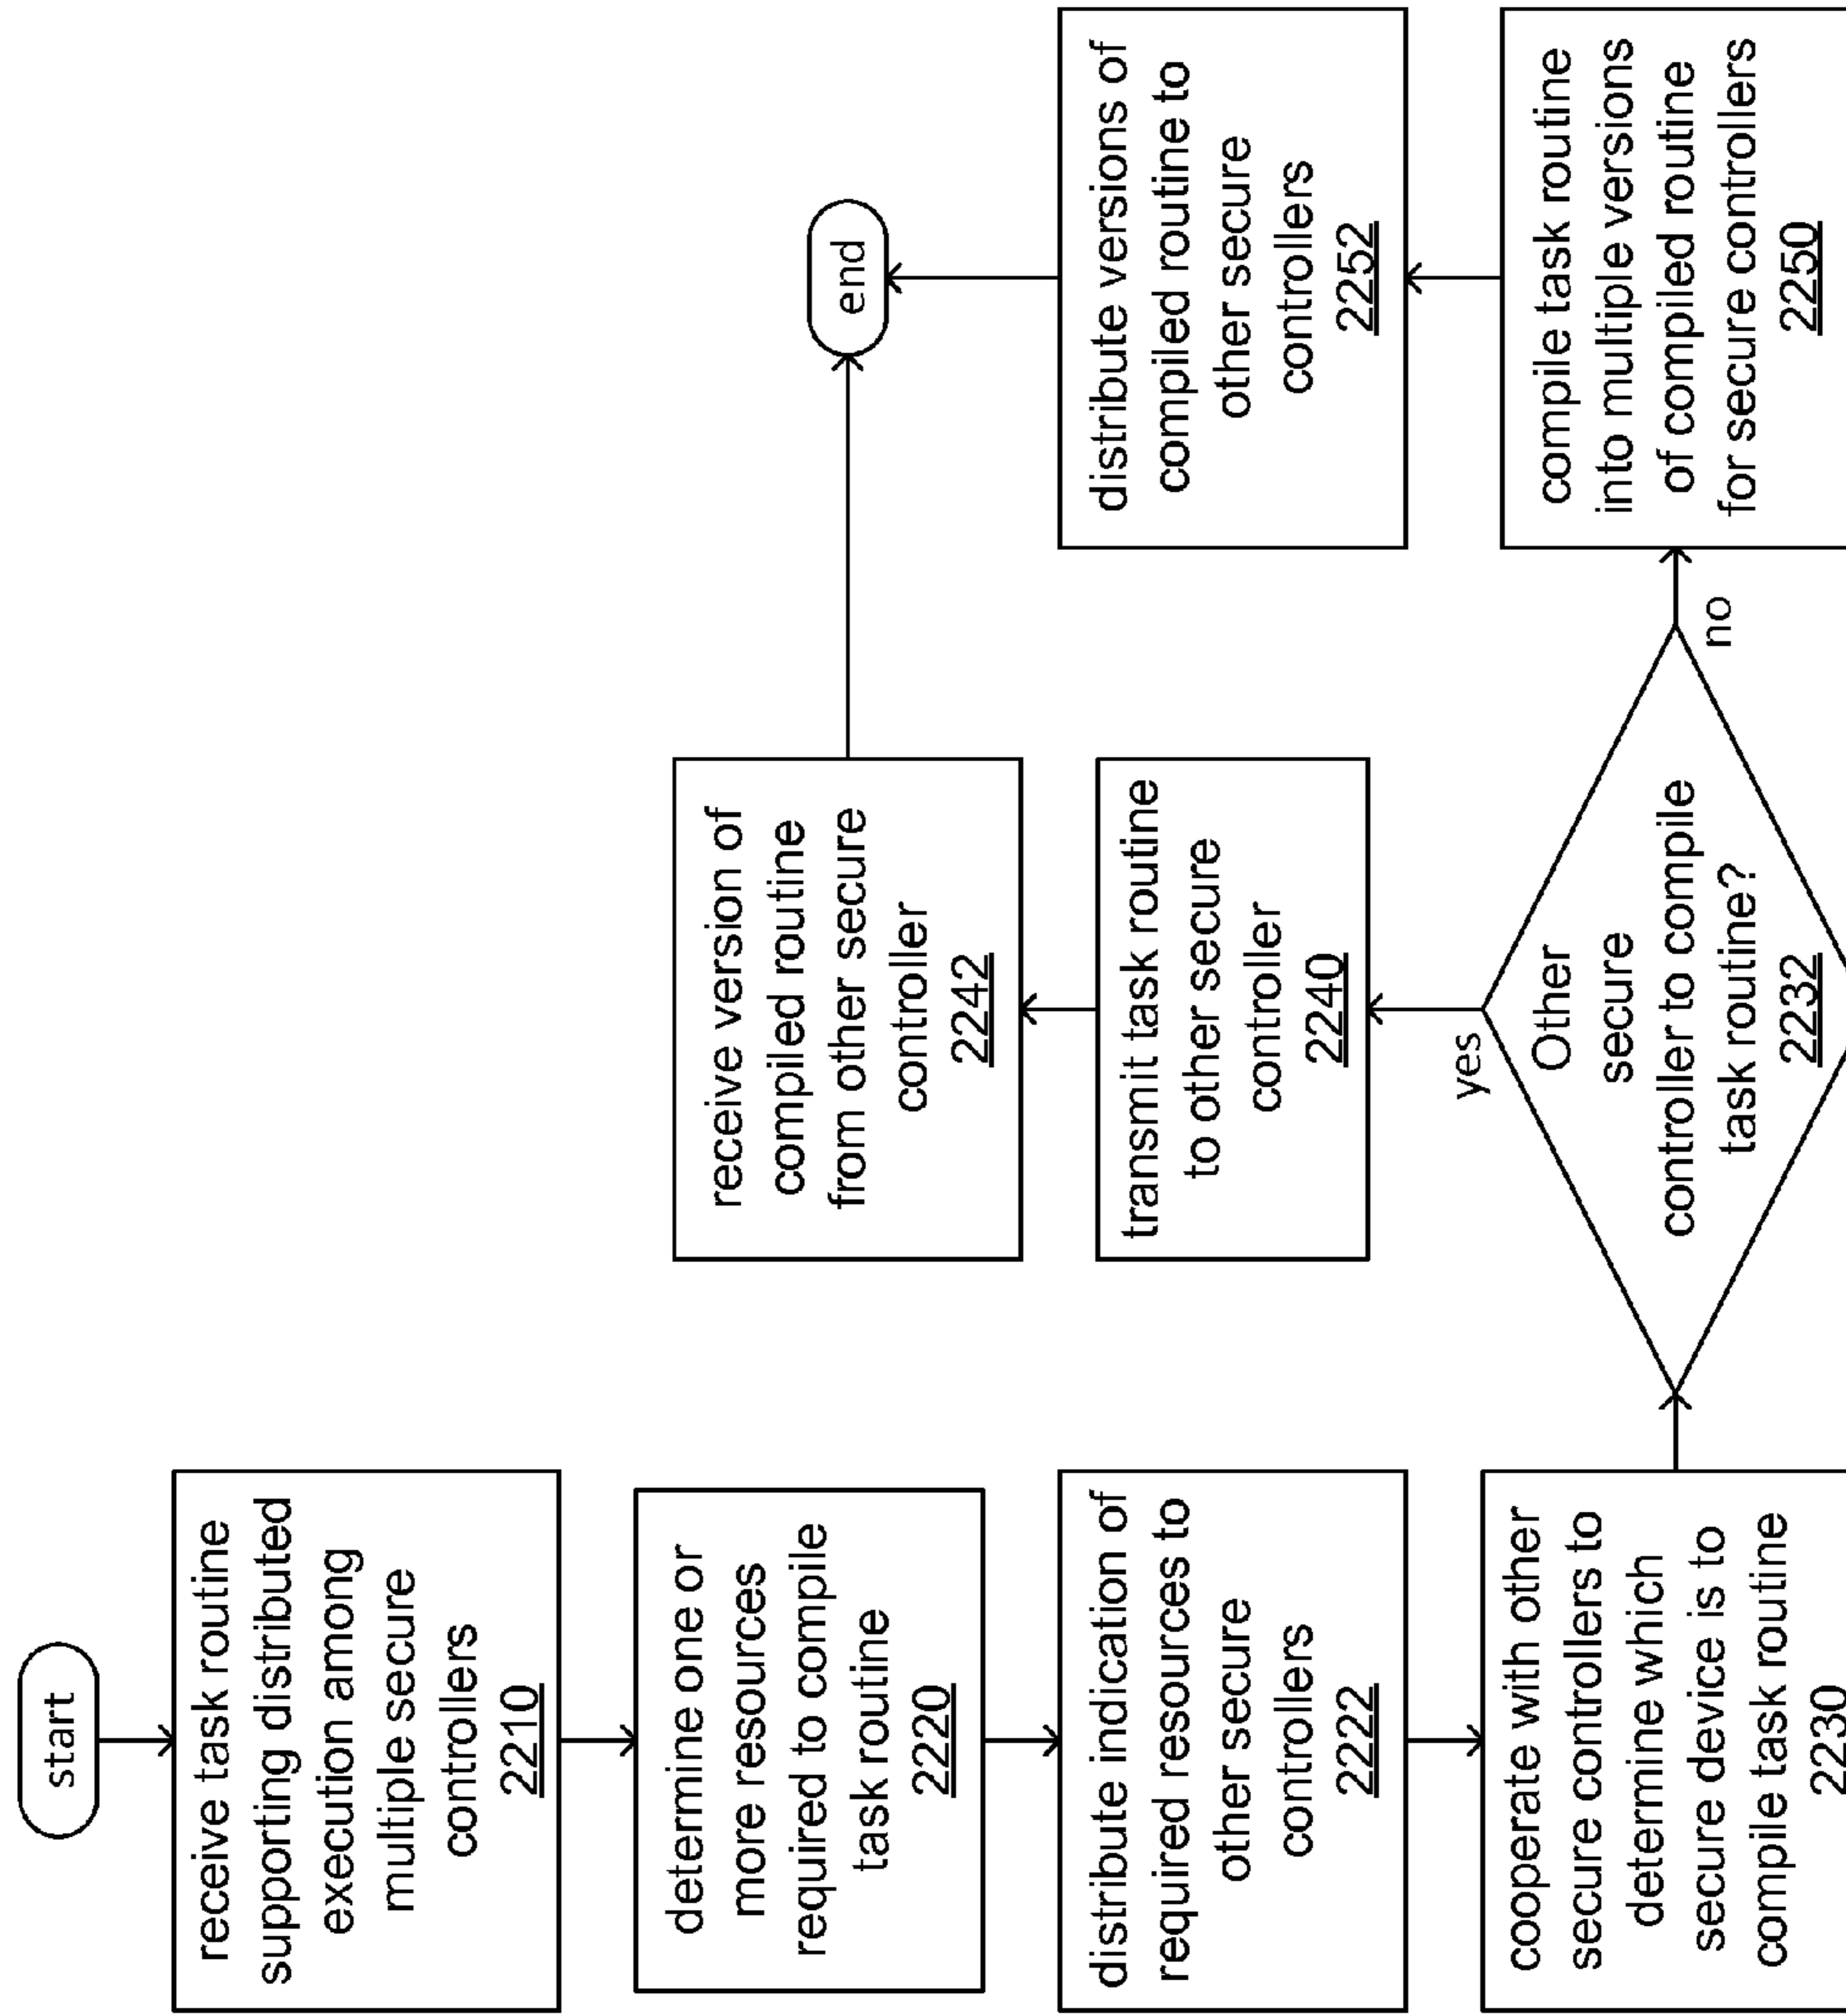 start
receive task routine
supporting distributed
execution among
multiple secure
controllers
2210
determine one or
more resources
required to compile
task routine
2220
distribute indication of
required resources to
other secure
controllers
2222
cooperate with other
secure controllers to
determine which
secure device is to
compile task routine
2230
Other
secure
controller to compile
task routine?
2232
yes
no
transmit task routine
to other secure
controller
2240
receive version of
compiled routine
from other secure
controller
2242
compile task routine
into multiple versions
of compiled routine
for secure controllers
2250
distribute versions of
compiled routine to
other secure
controllers
2252
end